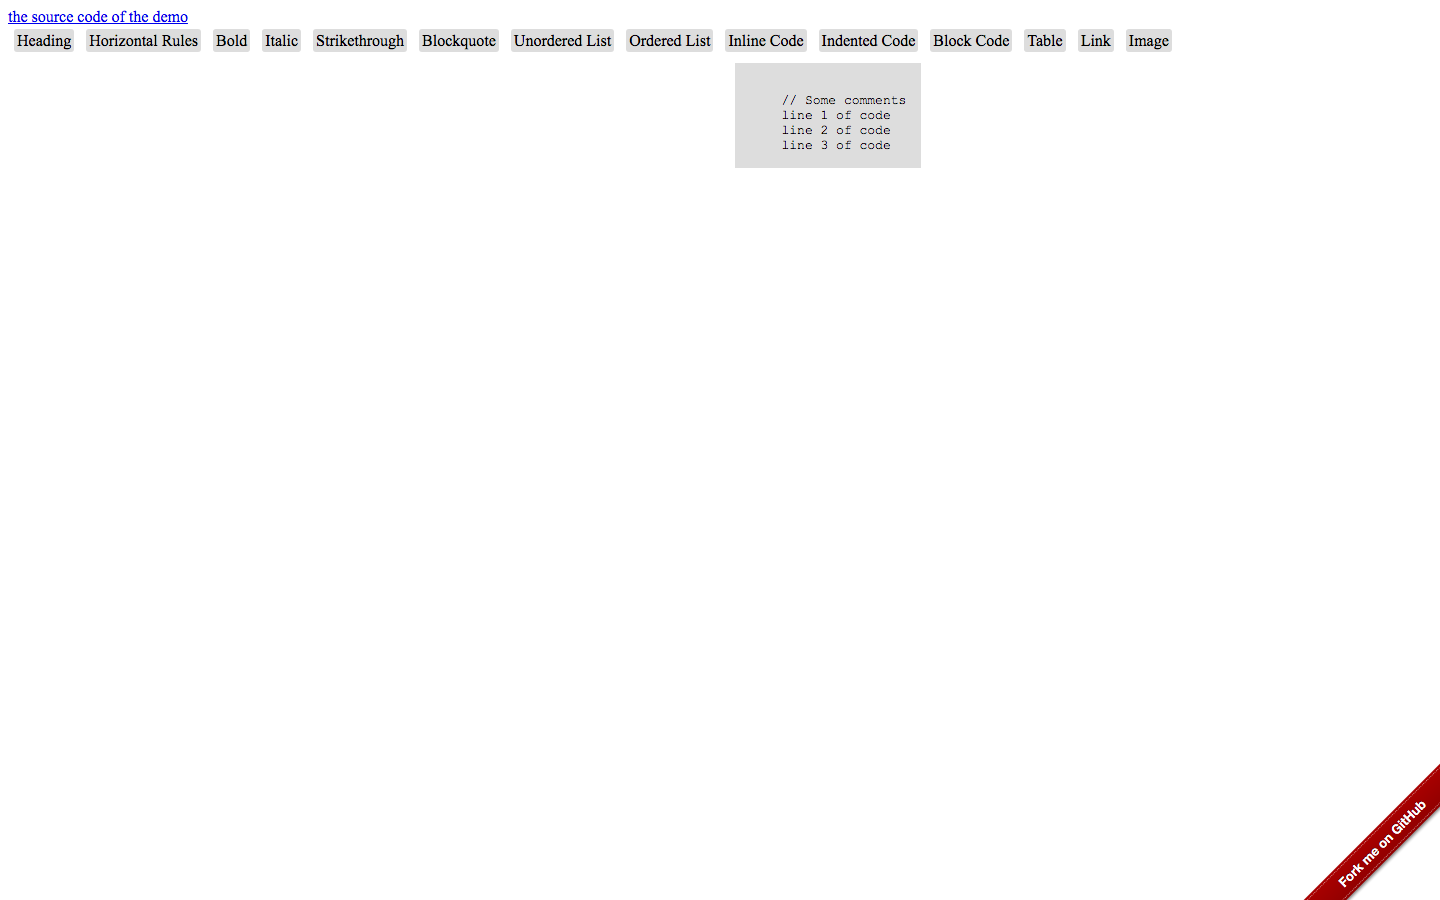 the source code of the demo
Heading Horizontal Rules Bold Italic Strikethrough Blockquote Unordered List Ordered List Inline Code Indented Code Block Code Table Link Image
// Some comments
line 1 of code
line 2 of code
line 3 of code
Fork me on GitHub